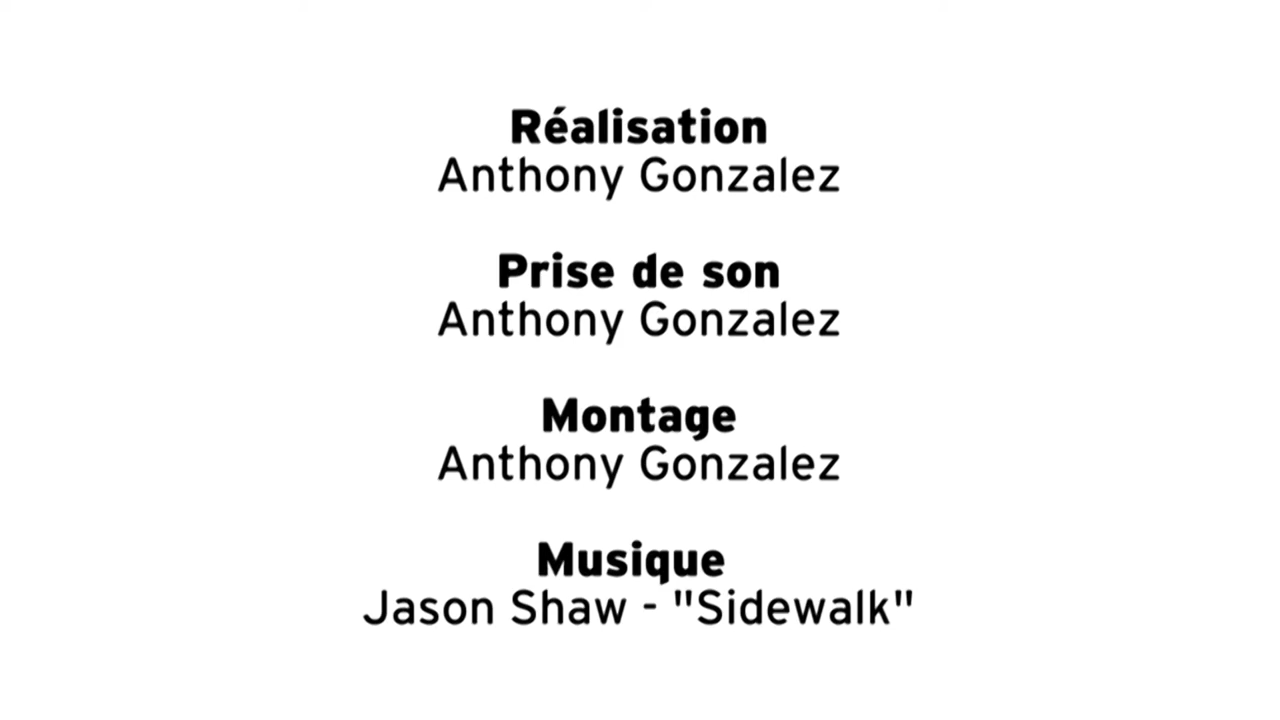 Réalisation
Anthony Gonzalez
Prise de son
Anthony Gonzalez
Montage
Anthony Gonzalez
Musique
Jason Shaw - "Sidewalk"